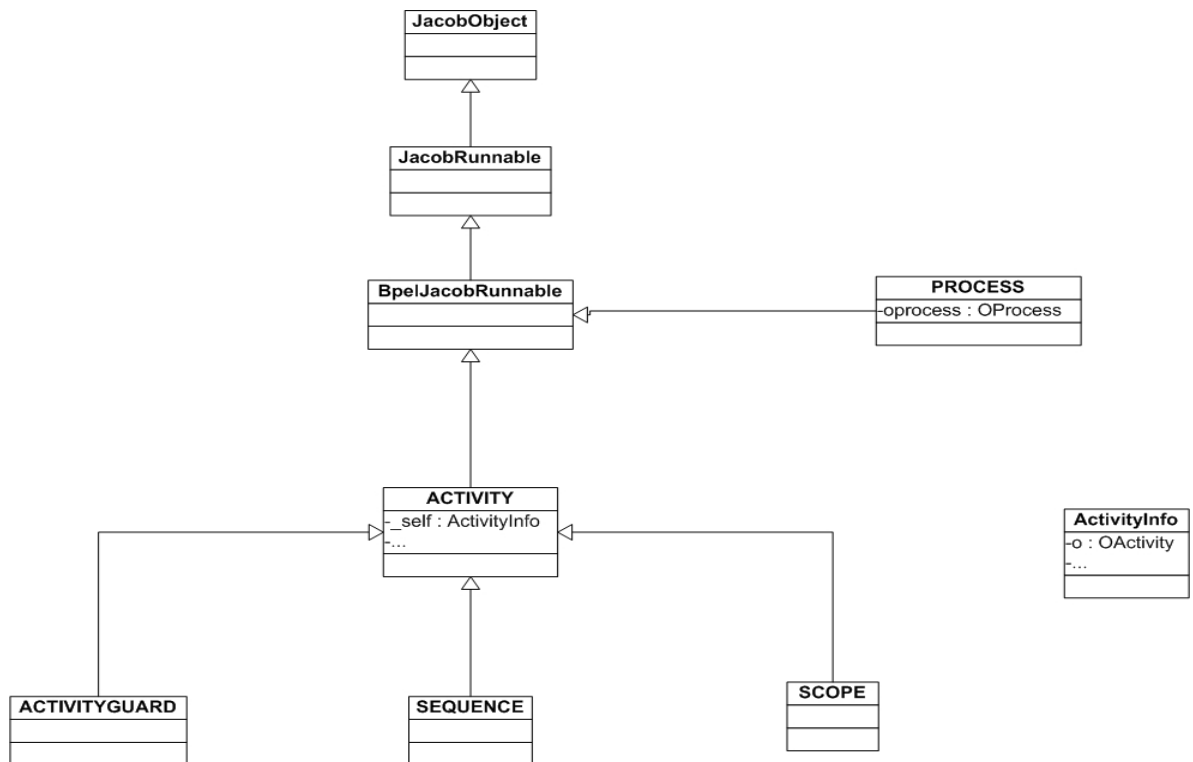 JacobObject
JacobRunnable
BpelJacobRunnable
PROCESS
-oprocess : OProcess
ACTIVITY
-_self : ActivityInfo
-...
ActivityInfo
-o : OActivity
-...
ACTIVITYGUARD
SEQUENCE
SCOPE